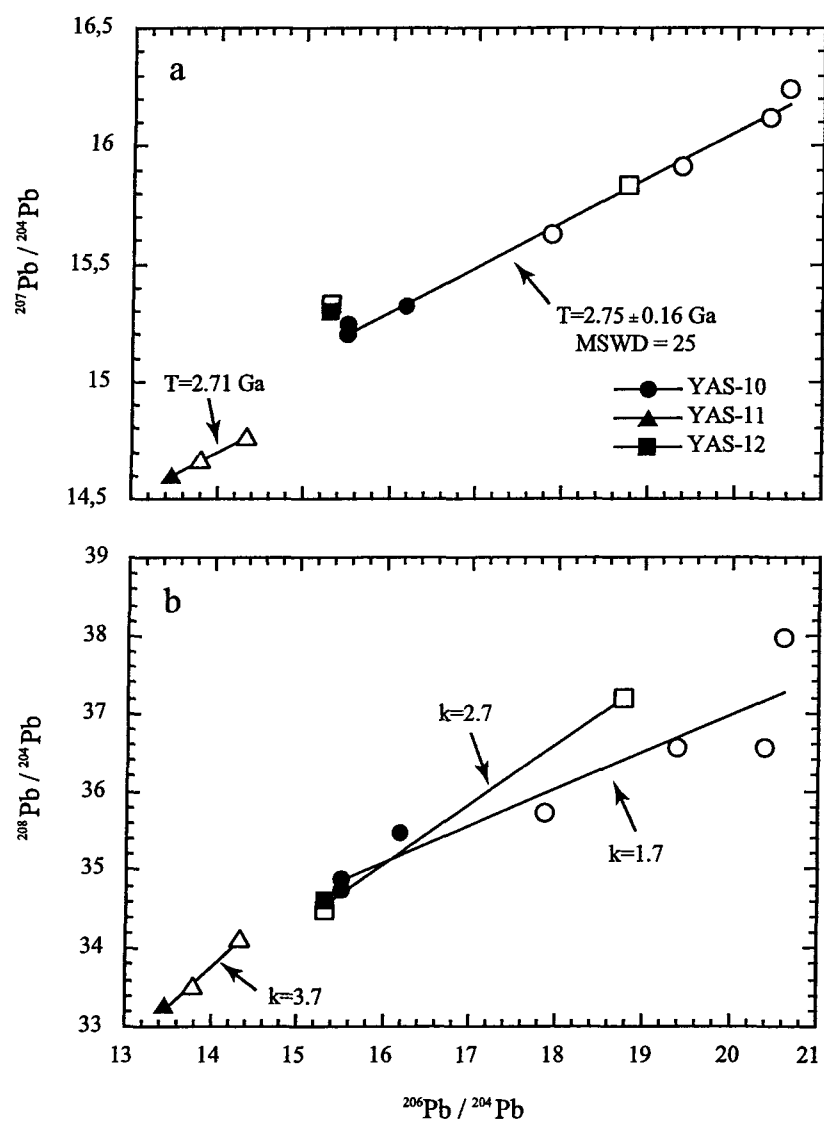 16,5
a
16
15,5
15
14,5
²⁰⁷Pb / ²⁰⁴Pb
T=2.75 ± 0.16 Ga
MSWD = 25
T=2.71 Ga
YAS-10
YAS-11
YAS-12
39
b
38
37
36
35
34
33
²⁰⁸Pb / ²⁰⁴Pb
k=2.7
k=1.7
k=3.7
13 14 15 16 17 18 19 20 21
²⁰⁶Pb / ²⁰⁴Pb